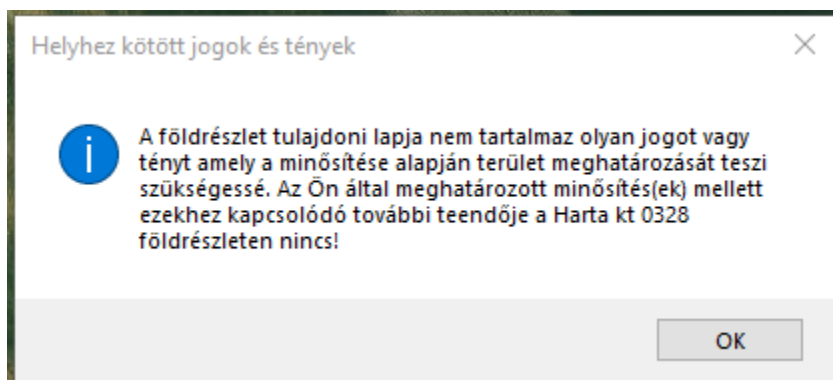 Helyhez kötött jogok és tények
A földrészlet tulajdoni lapja nem tartalmaz olyan jogot vagy
tényt amely a minősítése alapján terület meghatározását teszi
szükségessé. Az Ön által meghatározott minősítés(ek) mellett
ezekhez kapcsolódó további teendője a Harta kt 0328
földrészleten nincs!
OK